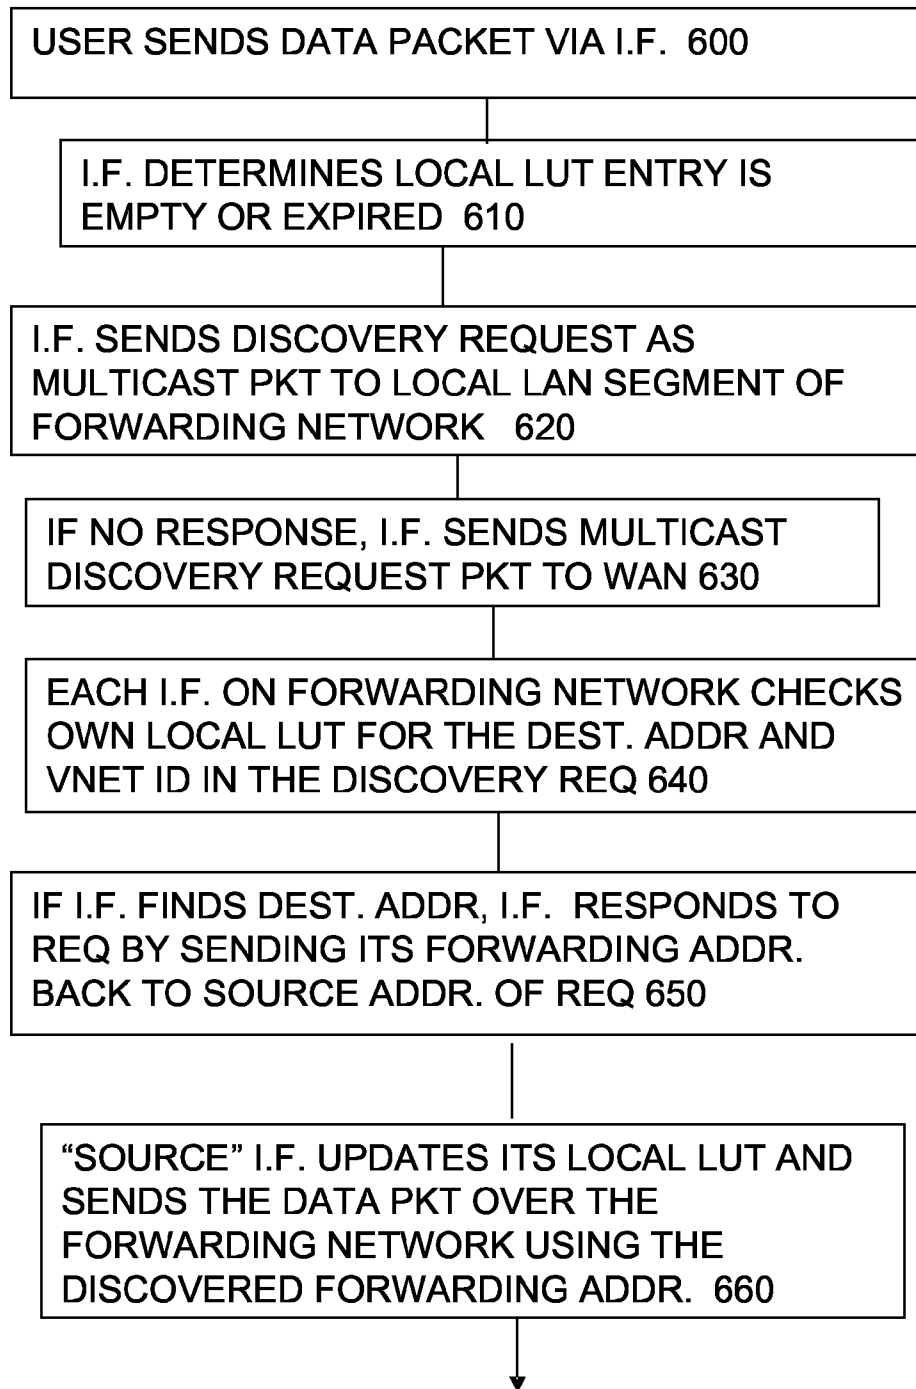 USER SENDS DATA PACKET VIA I.F. 600
I.F. DETERMINES LOCAL LUT ENTRY IS
EMPTY OR EXPIRED 610
I.F. SENDS DISCOVERY REQUEST AS
MULTICAST PKT TO LOCAL LAN SEGMENT OF
FORWARDING NETWORK 620
IF NO RESPONSE, I.F. SENDS MULTICAST
DISCOVERY REQUEST PKT TO WAN 630
EACH I.F. ON FORWARDING NETWORK CHECKS
OWN LOCAL LUT FOR THE DEST. ADDR AND
VNET ID IN THE DISCOVERY REQ 640
IF I.F. FINDS DEST. ADDR, I.F. RESPONDS TO
REQ BY SENDING ITS FORWARDING ADDR.
BACK TO SOURCE ADDR. OF REQ 650
“SOURCE” I.F. UPDATES ITS LOCAL LUT AND
SENDS THE DATA PKT OVER THE
FORWARDING NETWORK USING THE
DISCOVERED FORWARDING ADDR. 660